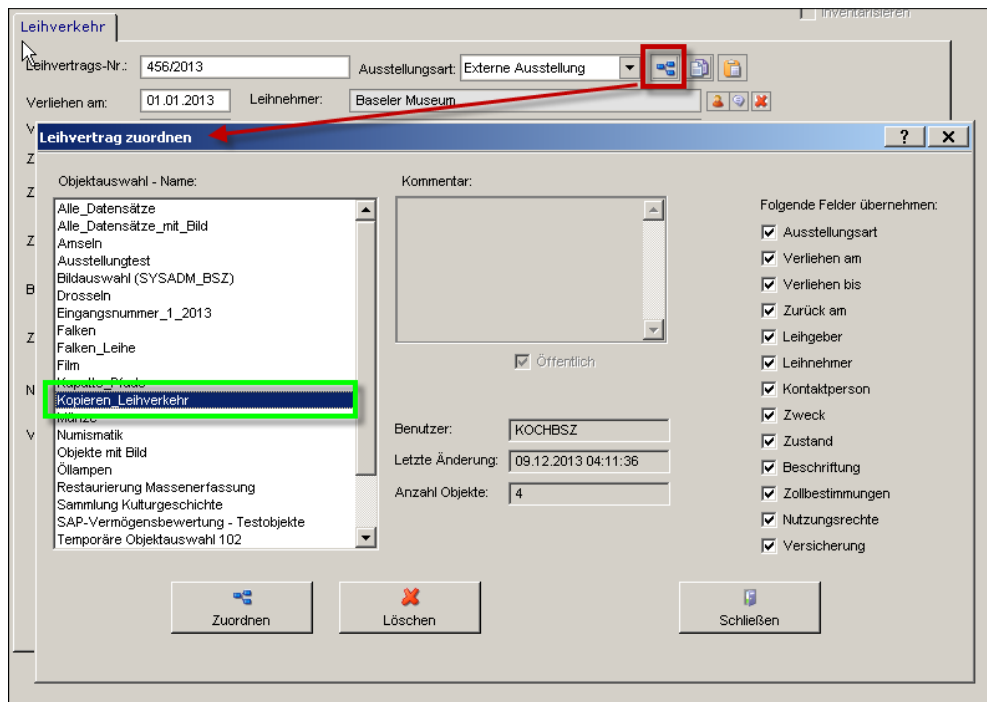 Inventarisieren
Leihverkehr
Leihvertrags-Nr.: 456/2013 Ausstellungsart: Externe Ausstellung
Verliehen am: 01.01.2013 Leihnehmer: Baseler Museum
V
Leihvertrag zuordnen ? X
Z
Objektauswahl - Name: Kommentar:
Z
Folgende Felder übernehmen:
Alle_Datensätze
Alle_Datensätze_mit_Bild
Amseln
Ausstellungtest
Bildauswahl (SYSADM_BSZ)
Drosseln
Eingangsnummer_1_2013
Falken
Falken_Leihe
Film
Kopieren_Leihverkehr
Münze
Numismatik
Objekte mit Bild
Öllampen
Restaurierung Massenerfassung
Sammlung Kulturgeschichte
SAP-Vermögensbewertung - Testobjekte
Temporäre Objektauswahl 102
Z
B
Z
N
V
Öffentlich
Benutzer: KOCHBSZ
Letzte Änderung: 09.12.2013 04:11:36
Anzahl Objekte: 4
Ausstellungsart
Verliehen am
Verliehen bis
Zurück am
Leihgeber
Leihnehmer
Kontaktperson
Zweck
Zustand
Beschriftung
Zollbestimmungen
Nutzungsrechte
Versicherung
Zuordnen Löschen Schließen